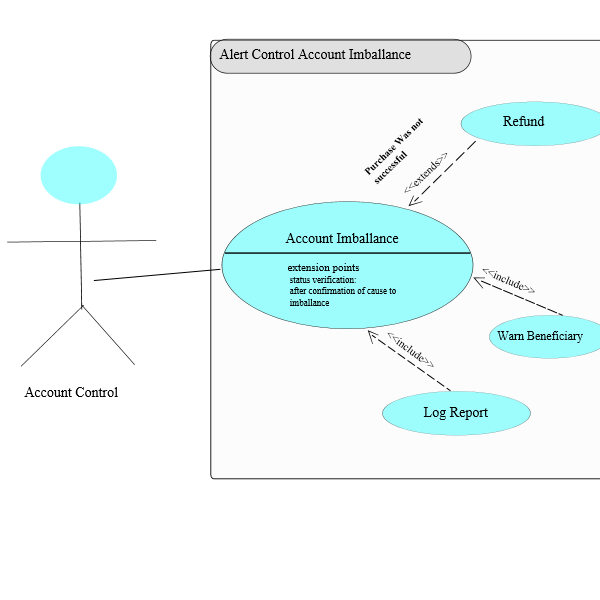 Alert Control Account Imballance
Purchase Was not
successful
Refund
<<extends>>
Account Imballance
extension points
status verification:
after confirmation of cause to
imballance
<<include>>
Warn Beneficiary
<<include>>
Log Report
Account Control